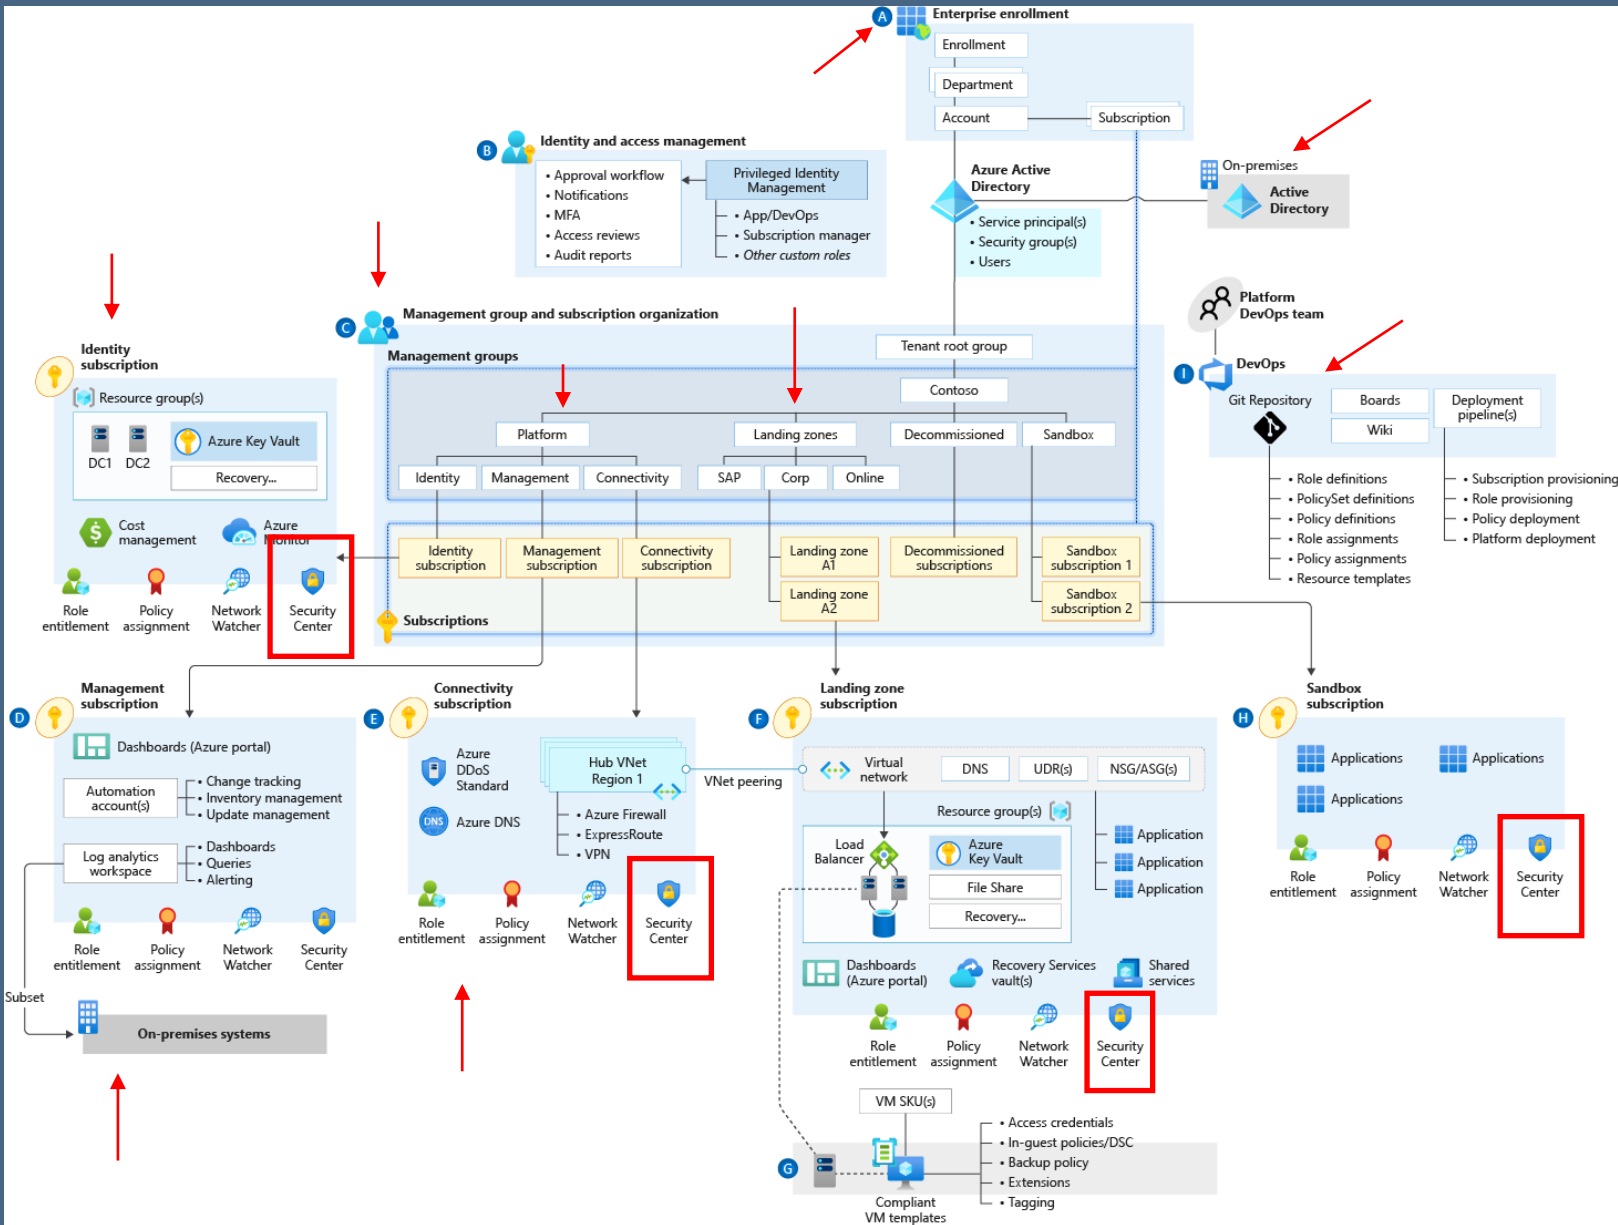 A
Enterprise enrollment
Enrollment
Department
Account
Subscription
B
Identity and access management
• Approval workflow
• Notifications
• MFA
• Access reviews
• Audit reports
Privileged Identity
Management
• App/DevOps
• Subscription manager
• Other custom roles
Azure Active
Directory
• Service principal(s)
• Security group(s)
• Users
On-premises
Active
Directory
Platform
DevOps team
I
DevOps
Git Repository
Boards
Wiki
Deployment
pipeline(s)
• Role definitions
• PolicySet definitions
• Policy definitions
• Role assignments
• Policy assignments
• Resource templates
• Subscription provisioning
• Role provisioning
• Policy deployment
• Platform deployment
C
Management group and subscription organization
Management groups
Tenant root group
Contoso
Platform
Landing zones
Decommissioned
Sandbox
Identity
Management
Connectivity
SAP
Corp
Online
Identity
subscription
Management
subscription
Connectivity
subscription
Landing zone
A1
Landing zone
A2
Decommissioned
subscriptions
Sandbox
subscription 1
Sandbox
subscription 2
Subscriptions
Identity
subscription
Resource group(s)
DC1
DC2
Azure Key Vault
Recovery...
Cost
management
Azure
Monitor
Role
entitlement
Policy
assignment
Network
Watcher
Security
Center
D
Management
subscription
Dashboards (Azure portal)
Automation
account(s)
• Change tracking
• Inventory management
• Update management
Log analytics
workspace
• Dashboards
• Queries
• Alerting
Role
entitlement
Policy
assignment
Network
Watcher
Security
Center
Subset
On-premises systems
E
Connectivity
subscription
Azure
DDoS
Standard
DNS
Azure DNS
Hub VNet
Region 1
• Azure Firewall
• ExpressRoute
• VPN
VNet peering
Role
entitlement
Policy
assignment
Network
Watcher
Security
Center
F
Landing zone
subscription
Virtual
network
DNS
UDR(s)
NSG/ASG(s)
Resource group(s)
Load
Balancer
Azure
Key Vault
File Share
Recovery...
Application
Application
Application
Dashboards
(Azure portal)
Recovery Services
vault(s)
Shared
services
Role
entitlement
Policy
assignment
Network
Watcher
Security
Center
G
VM SKU(s)
Compliant
VM templates
• Access credentials
• In-guest policies/DSC
• Backup policy
• Extensions
• Tagging
H
Sandbox
subscription
Applications
Applications
Applications
Role
entitlement
Policy
assignment
Network
Watcher
Security
Center